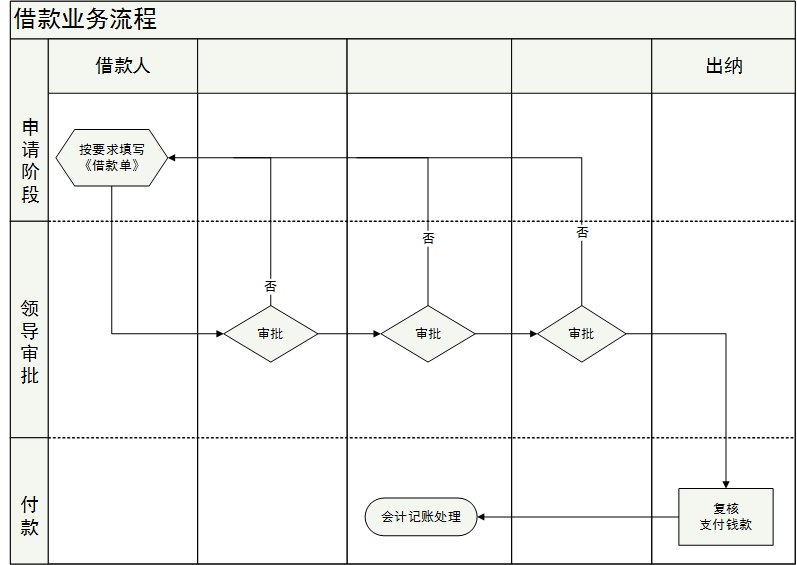 借款业务流程
借款人
出纳
申请阶段
按要求填写
《借款单》
否
否
否
领导审批
审批
审批
审批
付款
会计记账处理
复核
支付钱款